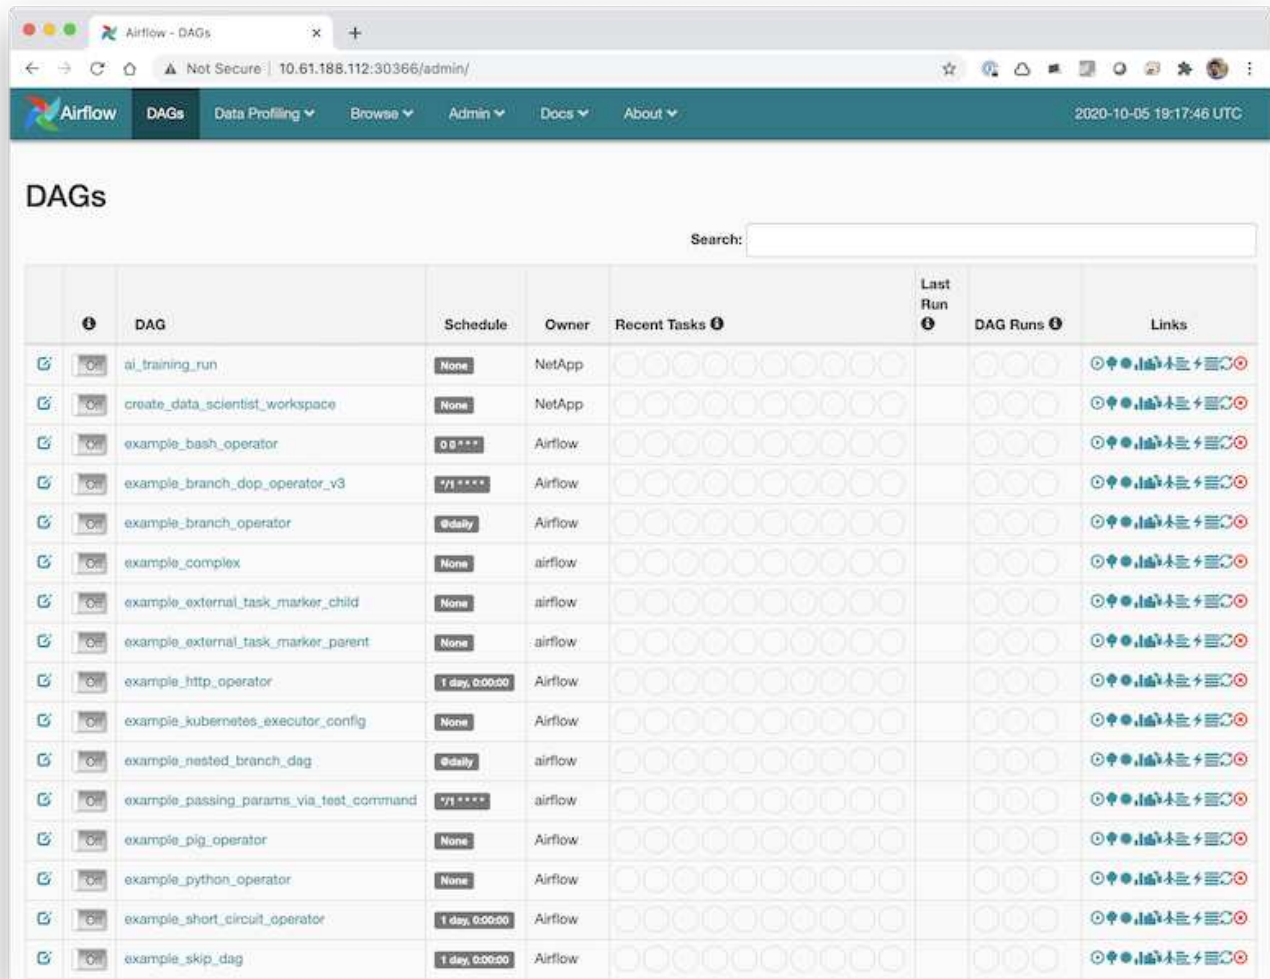 Airflow - DAGs
Not Secure | 10.61.188.112:30366/admin/
Airflow DAGs Data Profiling Browse Admin Docs About 2020-10-05 19:17:46 UTC
DAGs
Search:
DAG Schedule Owner Recent Tasks Last Run DAG Runs Links
Off ai_training_run None NetApp
Off create_data_scientist_workspace None NetApp
Off example_bash_operator 0 0 * * * Airflow
Off example_branch_dop_operator_v3 */1 * * * * Airflow
Off example_branch_operator @daily Airflow
Off example_complex None airflow
Off example_external_task_marker_child None airflow
Off example_external_task_marker_parent None airflow
Off example_http_operator 1 day, 0:00:00 Airflow
Off example_kubernetes_executor_config None Airflow
Off example_nested_branch_dag @daily airflow
Off example_passing_params_via_test_command */1 * * * * airflow
Off example_pig_operator None Airflow
Off example_python_operator None Airflow
Off example_short_circuit_operator 1 day, 0:00:00 Airflow
Off example_skip_dag 1 day, 0:00:00 Airflow